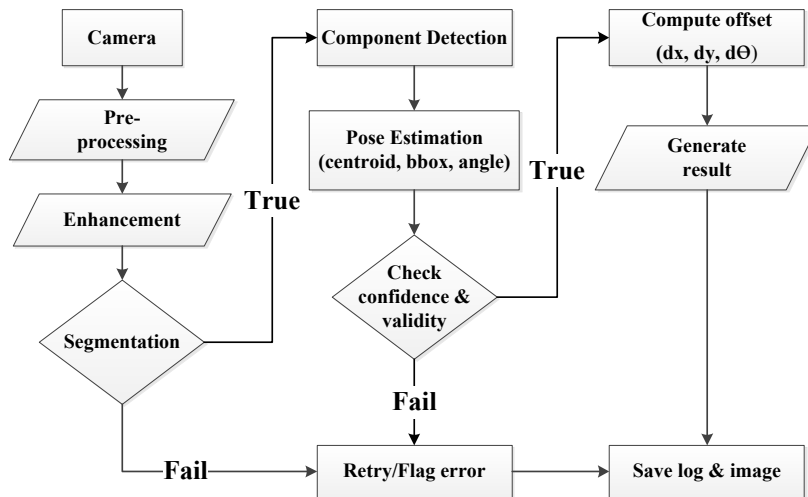 Camera
Pre-
processing
Enhancement
Segmentation
True
Fail
Component Detection
Pose Estimation
(centroid, bbox, angle)
Check
confidence &
validity
True
Fail
Retry/Flag error
Compute offset
(dx, dy, dϴ)
Generate
result
Save log & image